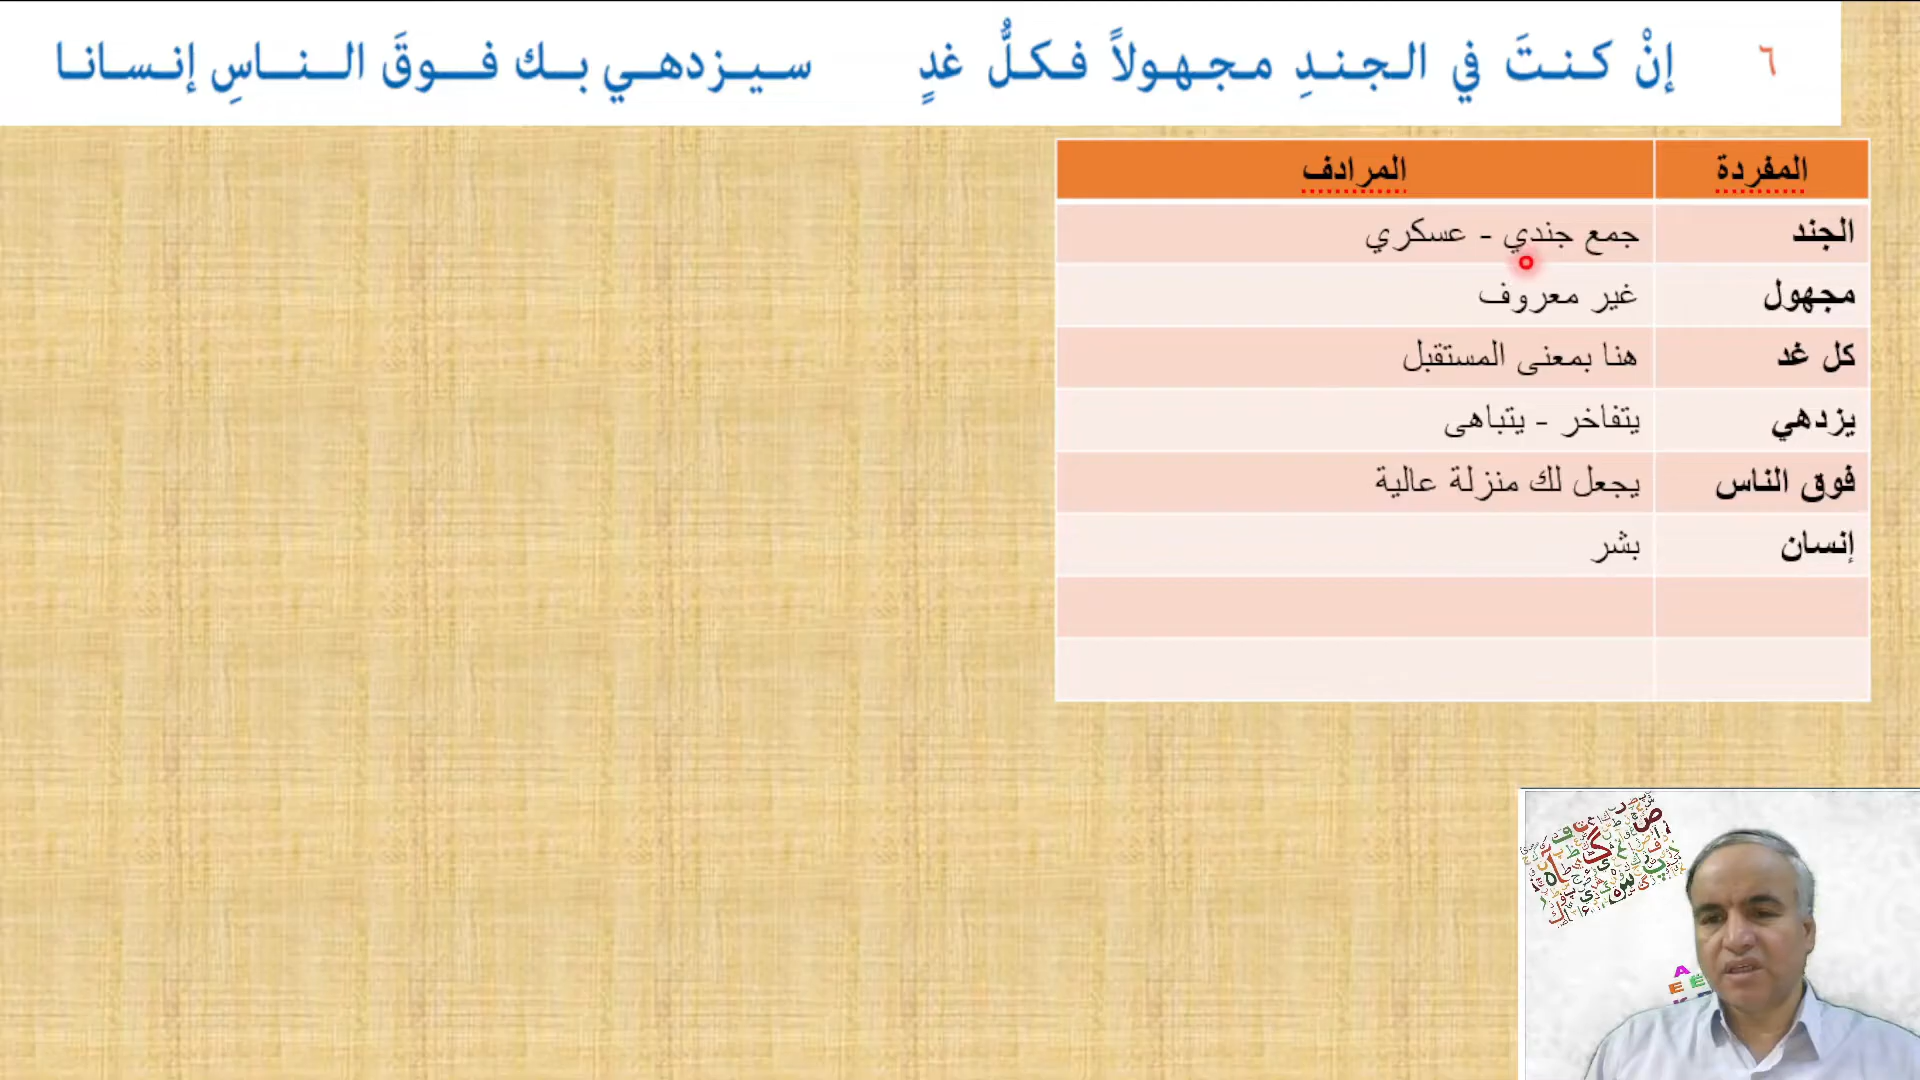 ٦ إنْ كنتَ في الجندِ مجهولاً فكلُّ غدٍ سيزدهي بك فوقَ الناسِ إنسانا
المفردة المرادف
الجند جمع جندي - عسكري
مجهول غير معروف
كل غد هنا بمعنى المستقبل
يزدهي يتفاخر - يتباهى
فوق الناس يجعل لك منزلة عالية
إنسان بشر
A
E E